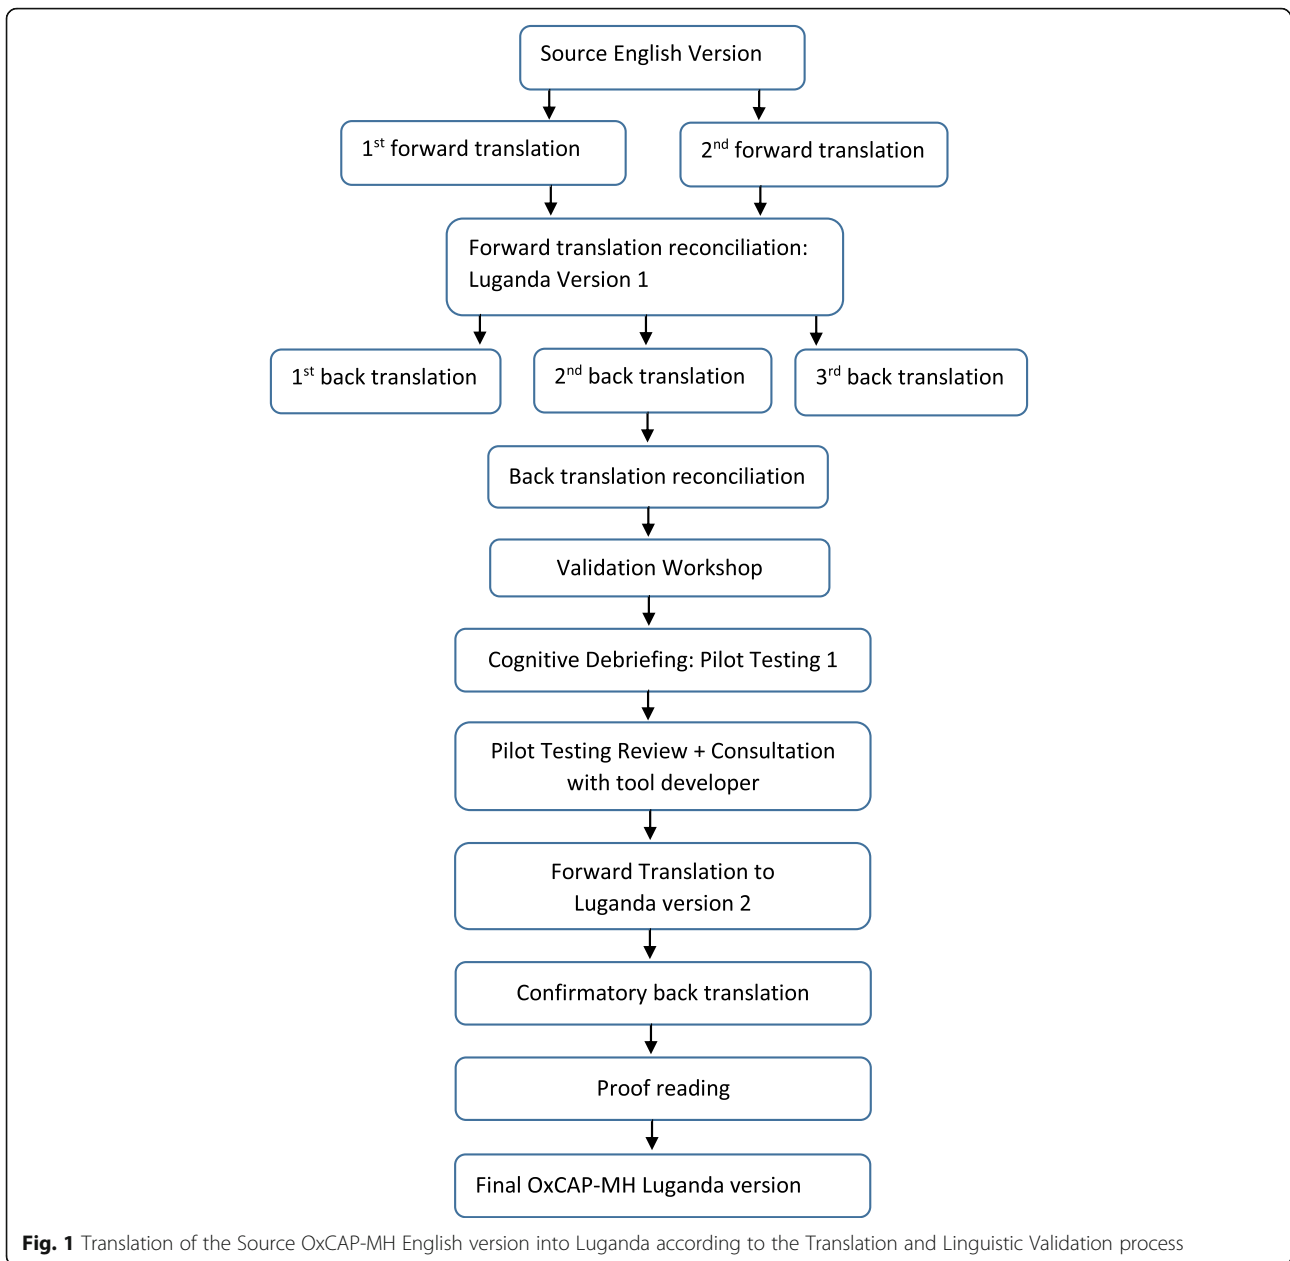 Source English Version
1st forward translation
2nd forward translation
Forward translation reconciliation:
Luganda Version 1
1st back translation
2nd back translation
3rd back translation
Back translation reconciliation
Validation Workshop
Cognitive Debriefing: Pilot Testing 1
Pilot Testing Review + Consultation
with tool developer
Forward Translation to
Luganda version 2
Confirmatory back translation
Proof reading
Final OxCAP-MH Luganda version
Fig. 1 Translation of the Source OxCAP-MH English version into Luganda according to the Translation and Linguistic Validation process